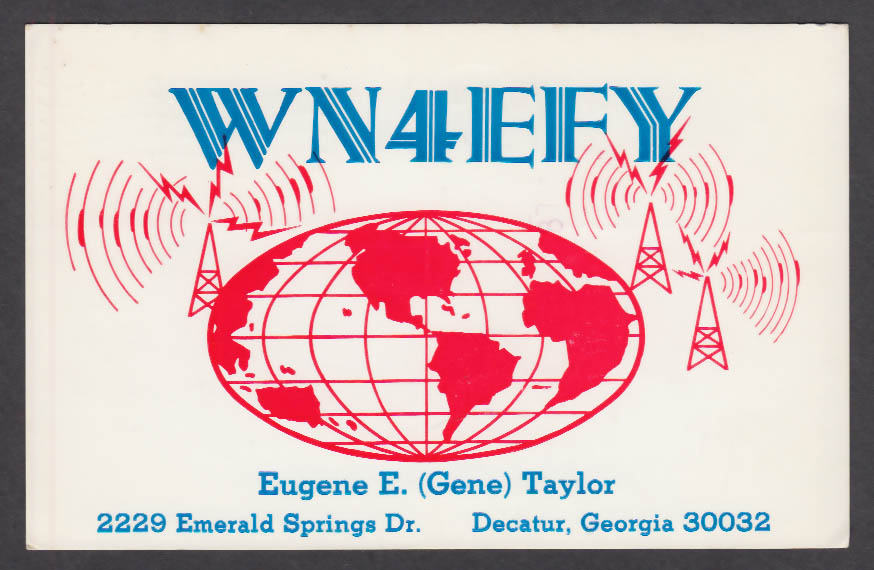 WN4EFY
Eugene E. (Gene) Taylor
2229 Emerald Springs Dr. Decatur, Georgia 30032